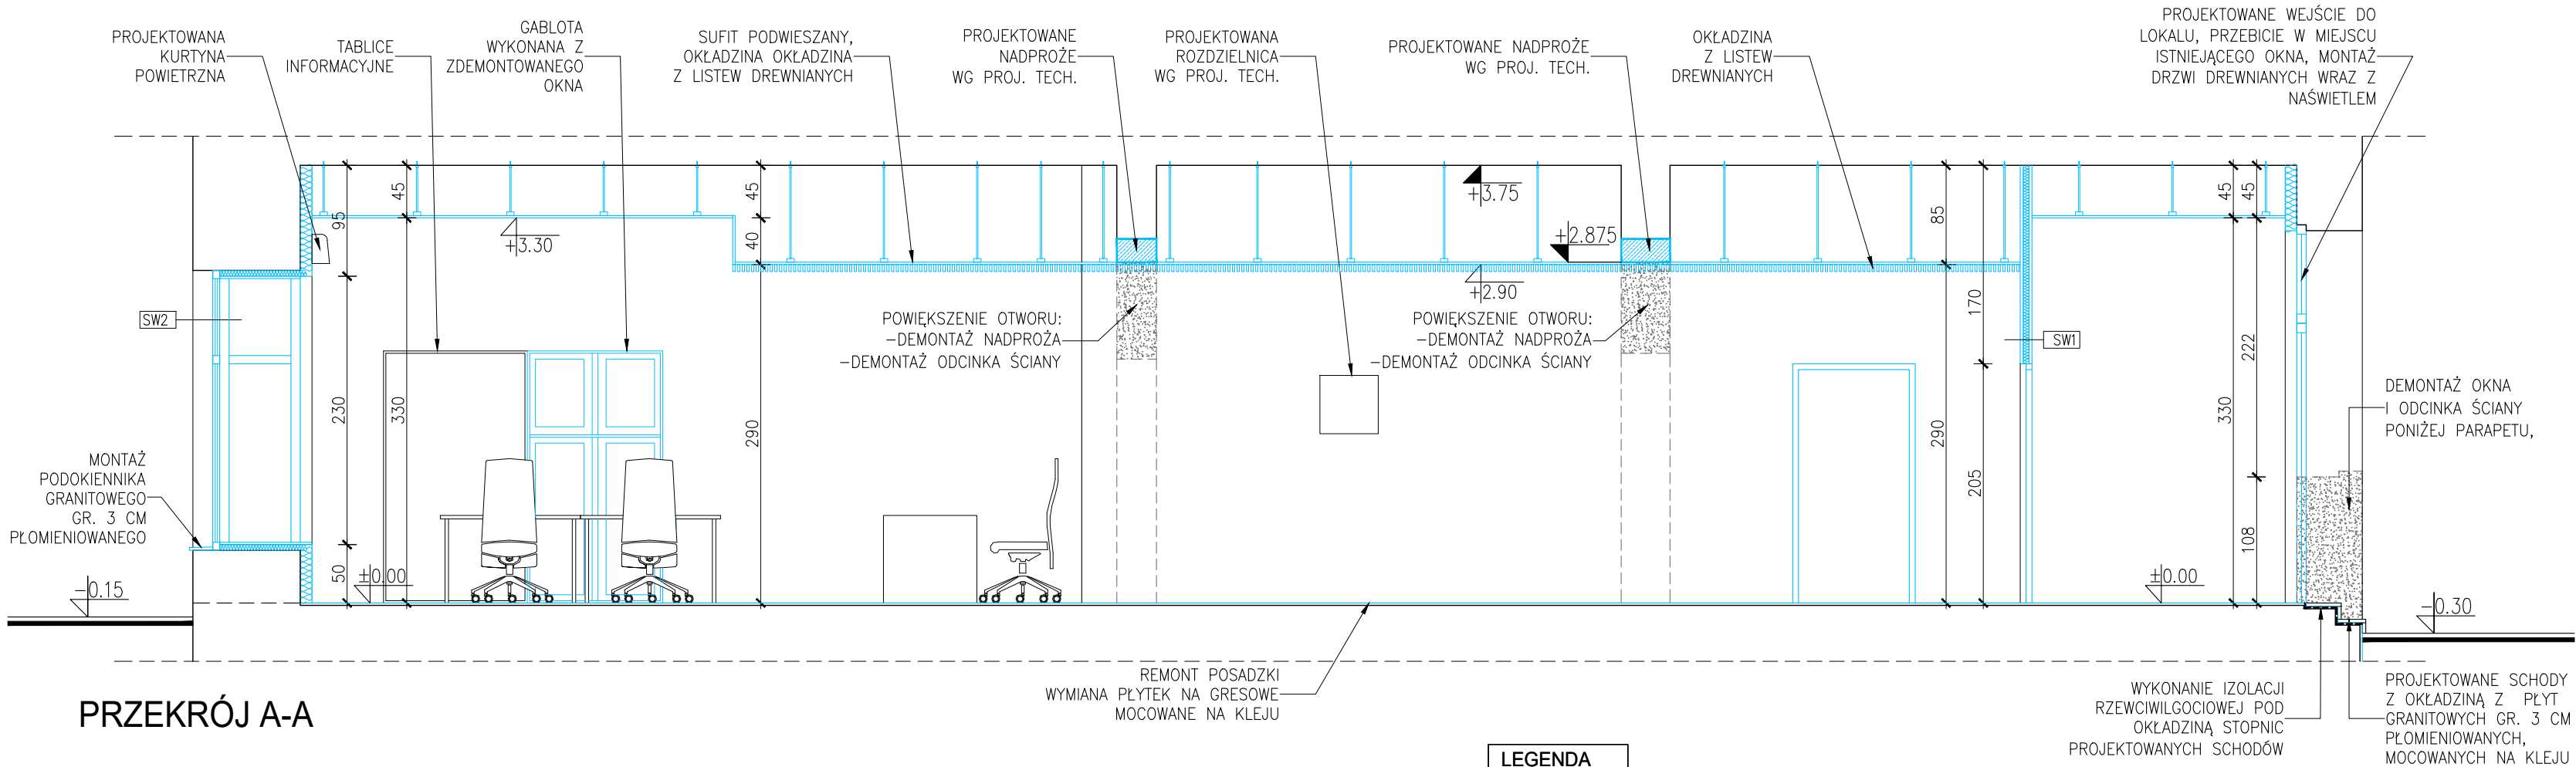 PROJEKTOWANA
KURTYNA
POWIETRZNA
TABLICE
INFORMACYJNE
GABLOTA
WYKONANA Z
ZDEMONTOWANEGO
OKNA
SUFIT PODWIESZANY,
OKŁADZINA OKŁADZINA
Z LISTEW DREWNIANYCH
PROJEKTOWANE
NADPROŻE
WG PROJ. TECH.
PROJEKTOWANA
ROZDZIELNICA
WG PROJ. TECH.
PROJEKTOWANE NADPROŻE
WG PROJ. TECH.
OKŁADZINA
Z LISTEW
DREWNIANYCH
PROJEKTOWANE WEJŚCIE DO
LOKALU, PRZEBICIE W MIEJSCU
ISTNIEJĄCEGO OKNA, MONTAŻ
DRZWI DREWNIANYCH WRAZ Z
NAŚWIETLEM
95
45
45
40
+3.30
+3.75
+2.875
+2.90
85
45
45
SW2
230
330
290
50
POWIĘKSZENIE OTWORU:
-DEMONTAŻ NADPROŻA
-DEMONTAŻ ODCINKA ŚCIANY
POWIĘKSZENIE OTWORU:
-DEMONTAŻ NADPROŻA
-DEMONTAŻ ODCINKA ŚCIANY
170
SW1
290
205
330
222
108
DEMONTAŻ OKNA
I ODCINKA ŚCIANY
PONIŻEJ PARAPETU,
MONTAŻ
PODOKIENNIKA
GRANITOWEGO
GR. 3 CM
PŁOMIENIOWANEGO
-0.15
±0.00
±0.00
-0.30
REMONT POSADZKI
WYMIANA PŁYTEK NA GRESOWE
MOCOWANE NA KLEJU
WYKONANIE IZOLACJI
RZEWCIWILGOCIOWEJ POD
OKŁADZINĄ STOPNIC
PROJEKTOWANYCH SCHODÓW
PROJEKTOWANE SCHODY
Z OKŁADZINĄ Z PŁYT
GRANITOWYCH GR. 3 CM
PŁOMIENIOWANYCH,
MOCOWANYCH NA KLEJU
PRZEKRÓJ A-A
LEGENDA